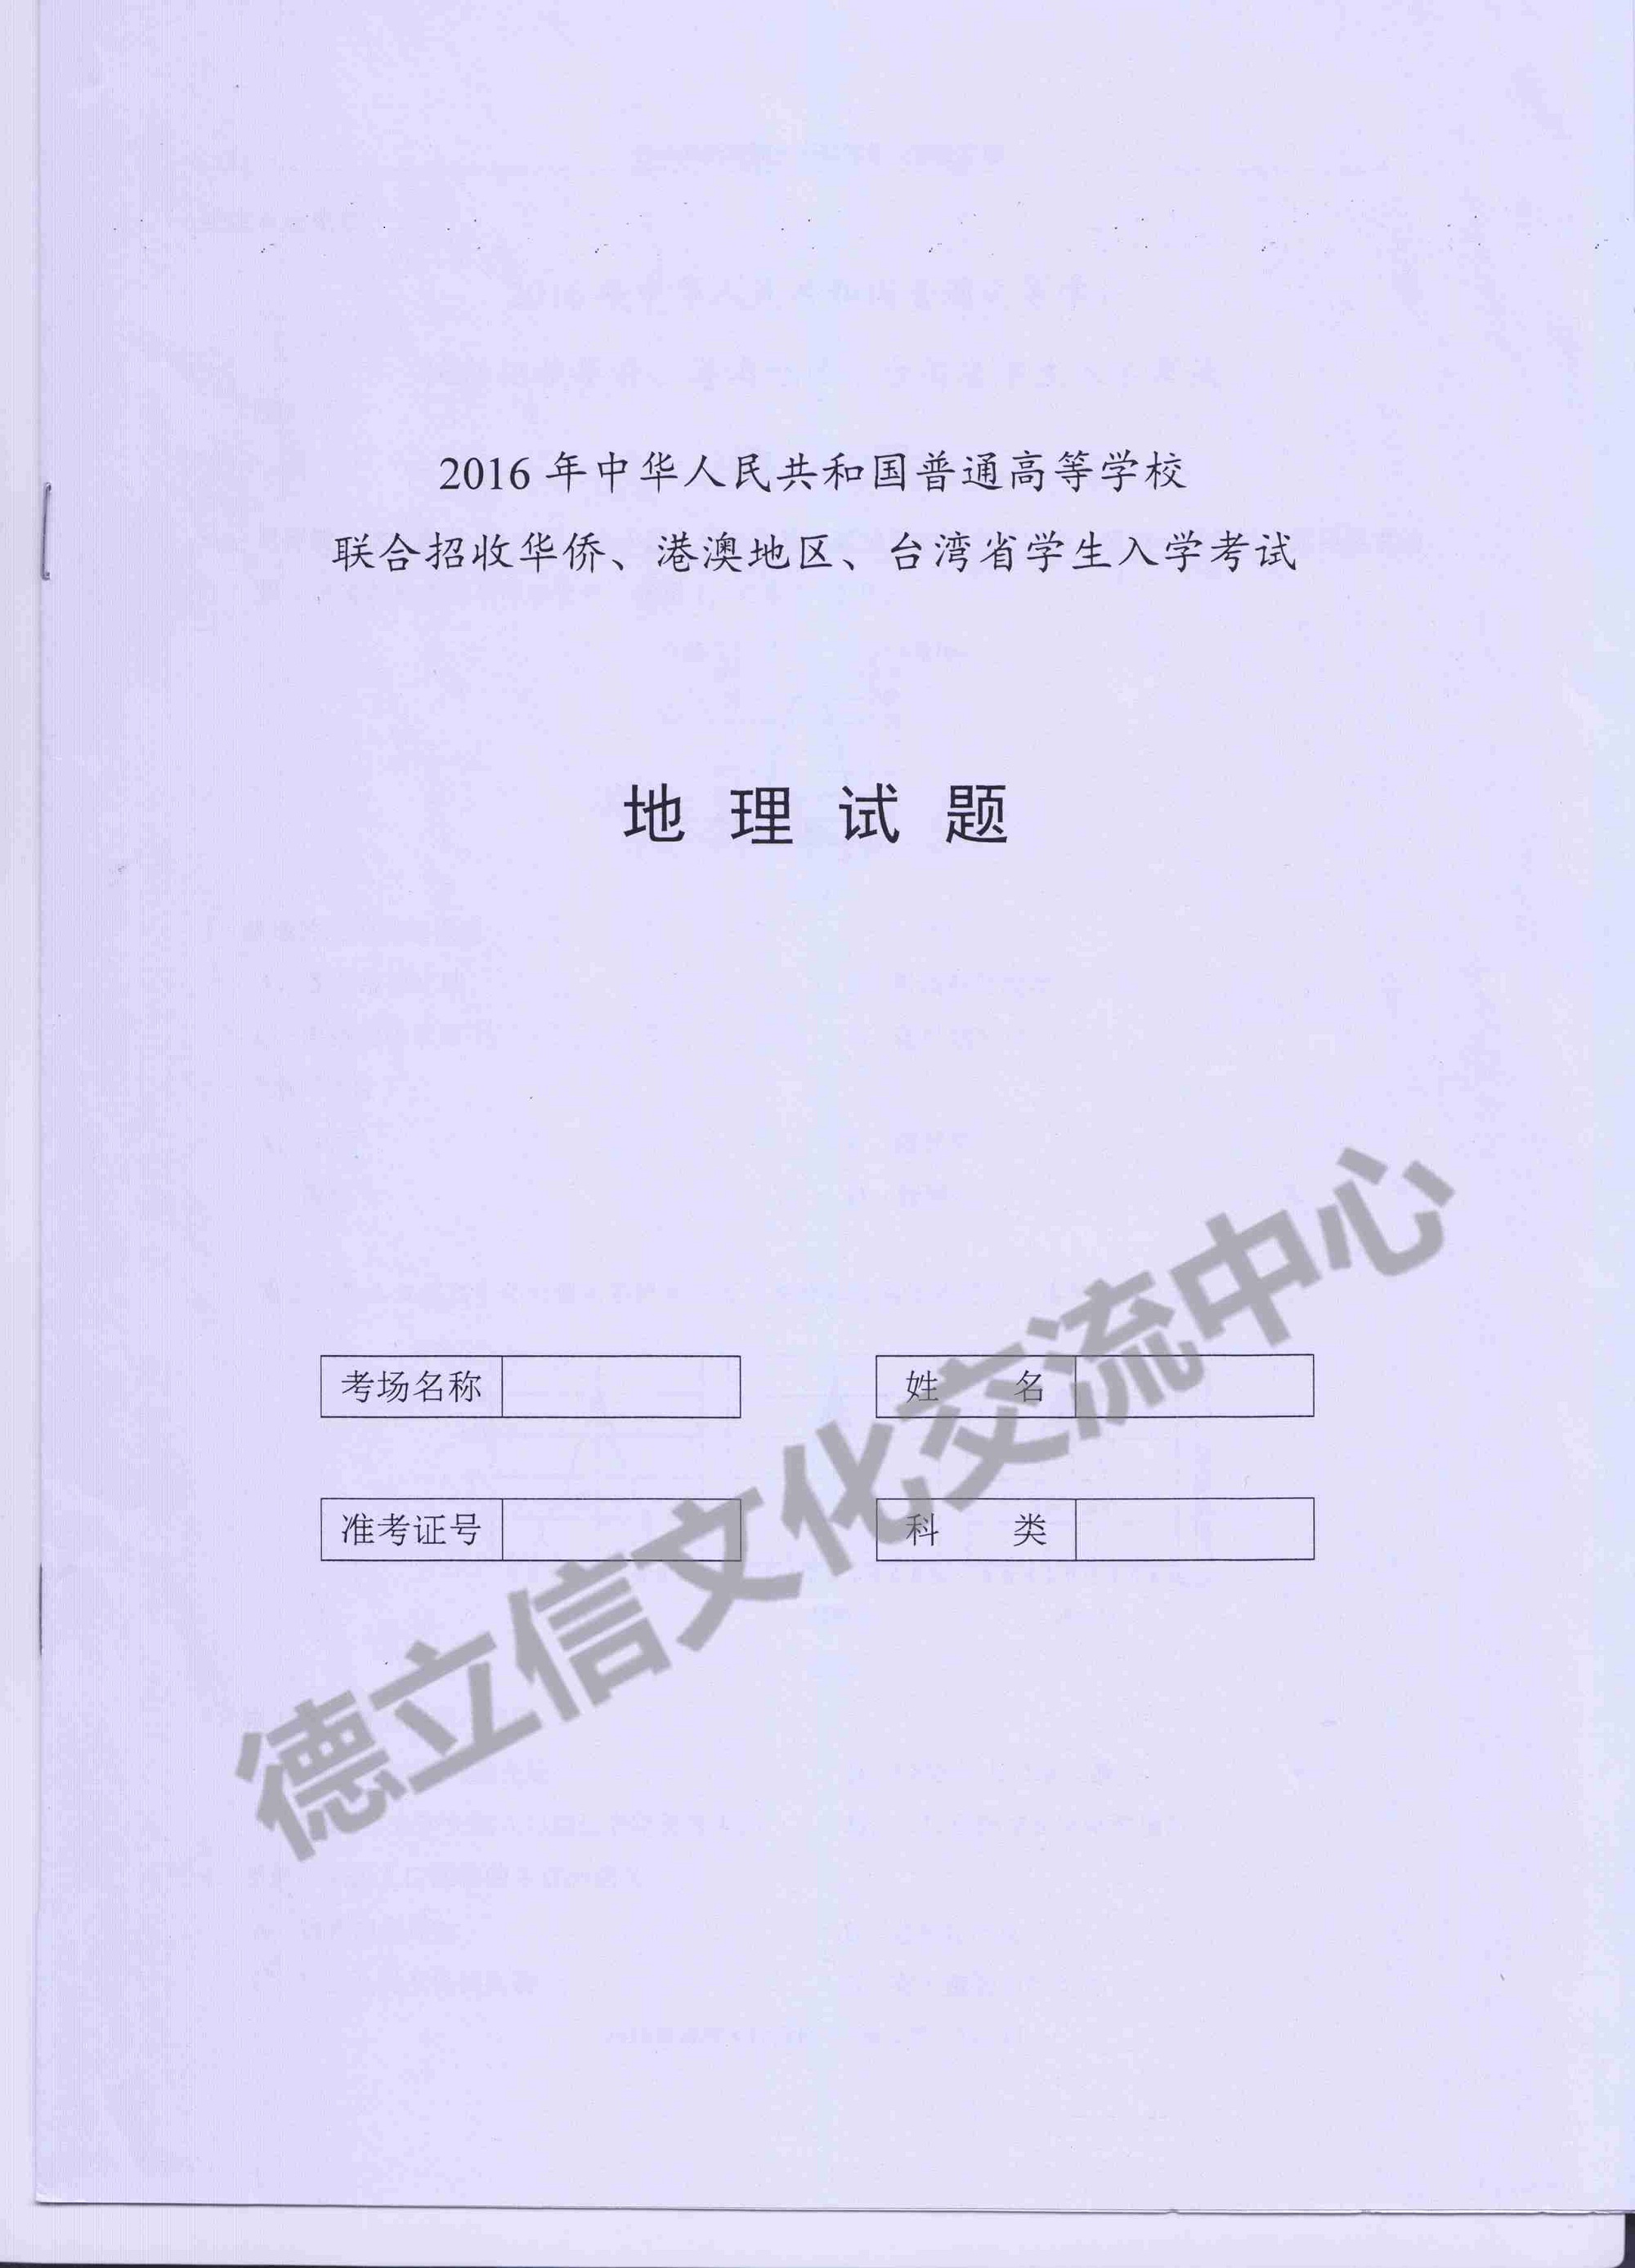 2016 年中华人民共和国普通高等学校
联合招收华侨、港澳地区、台湾省学生入学考试
地 理 试 题
考场名称
姓 名
准考证号
科 类
德立信文化交流中心